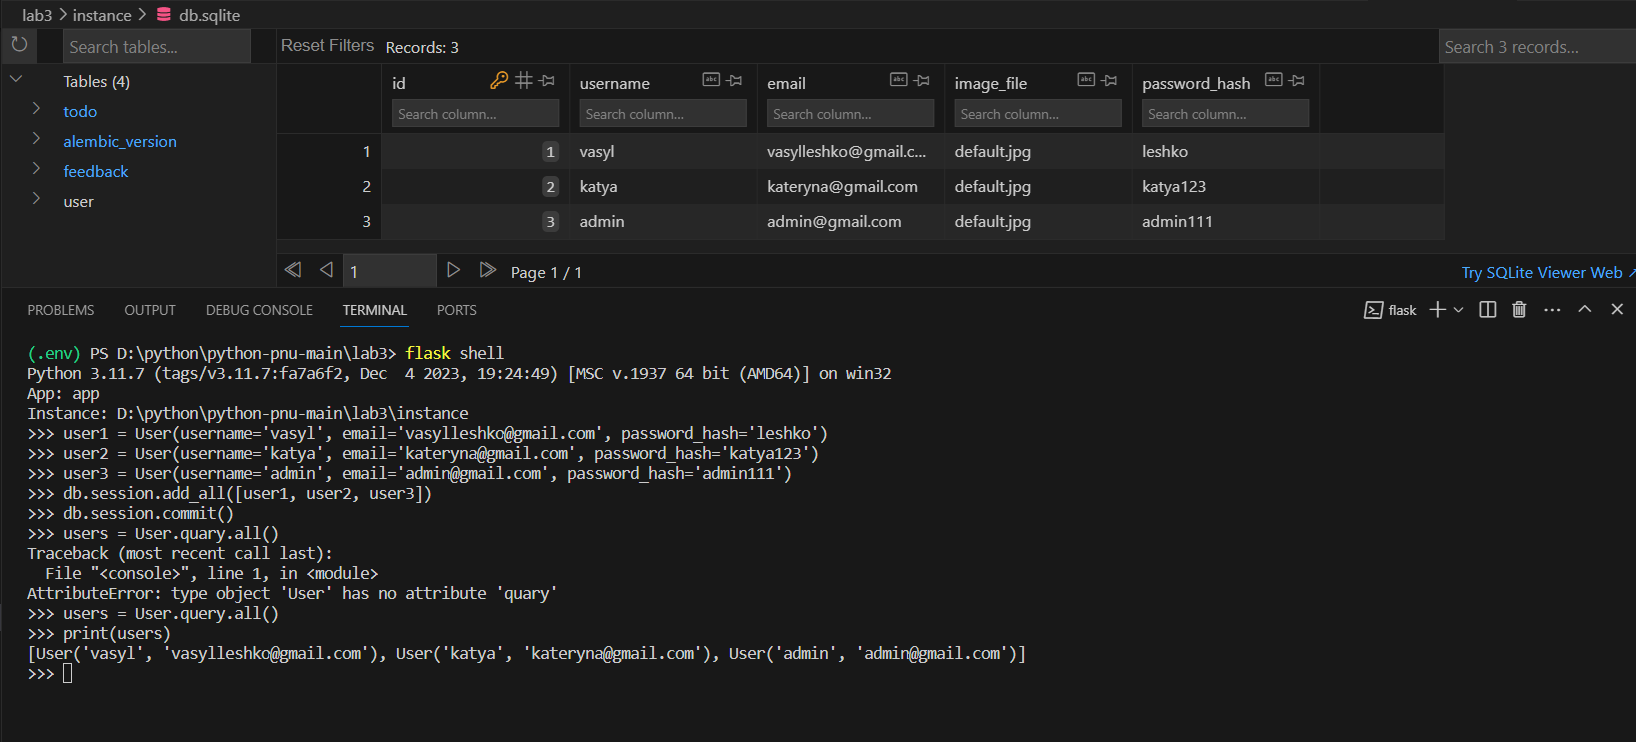 lab3 > instance > db.sqlite
Search tables... Reset Filters Records: 3 Search 3 records...
Tables (4)
todo
alembic_version
feedback
user
id username email image_file password_hash
Search column... Search column... Search column... Search column... Search column...
1 1 vasyl vasylleshko@gmail.c... default.jpg leshko
2 2 katya kateryna@gmail.com default.jpg katya123
3 3 admin admin@gmail.com default.jpg admin111
1 Page 1 / 1 Try SQLite Viewer Web
PROBLEMS OUTPUT DEBUG CONSOLE TERMINAL PORTS flask
(.env) PS D:\python\python-pnu-main\lab3> flask shell
Python 3.11.7 (tags/v3.11.7:fa7a6f2, Dec  4 2023, 19:24:49) [MSC v.1937 64 bit (AMD64)] on win32
App: app
Instance: D:\python\python-pnu-main\lab3\instance
>>> user1 = User(username='vasyl', email='vasylleshko@gmail.com', password_hash='leshko')
>>> user2 = User(username='katya', email='kateryna@gmail.com', password_hash='katya123')
>>> user3 = User(username='admin', email='admin@gmail.com', password_hash='admin111')
>>> db.session.add_all([user1, user2, user3])
>>> db.session.commit()
>>> users = User.quary.all()
Traceback (most recent call last):
  File "<console>", line 1, in <module>
AttributeError: type object 'User' has no attribute 'quary'
>>> users = User.query.all()
>>> print(users)
[User('vasyl', 'vasylleshko@gmail.com'), User('katya', 'kateryna@gmail.com'), User('admin', 'admin@gmail.com')]
>>>